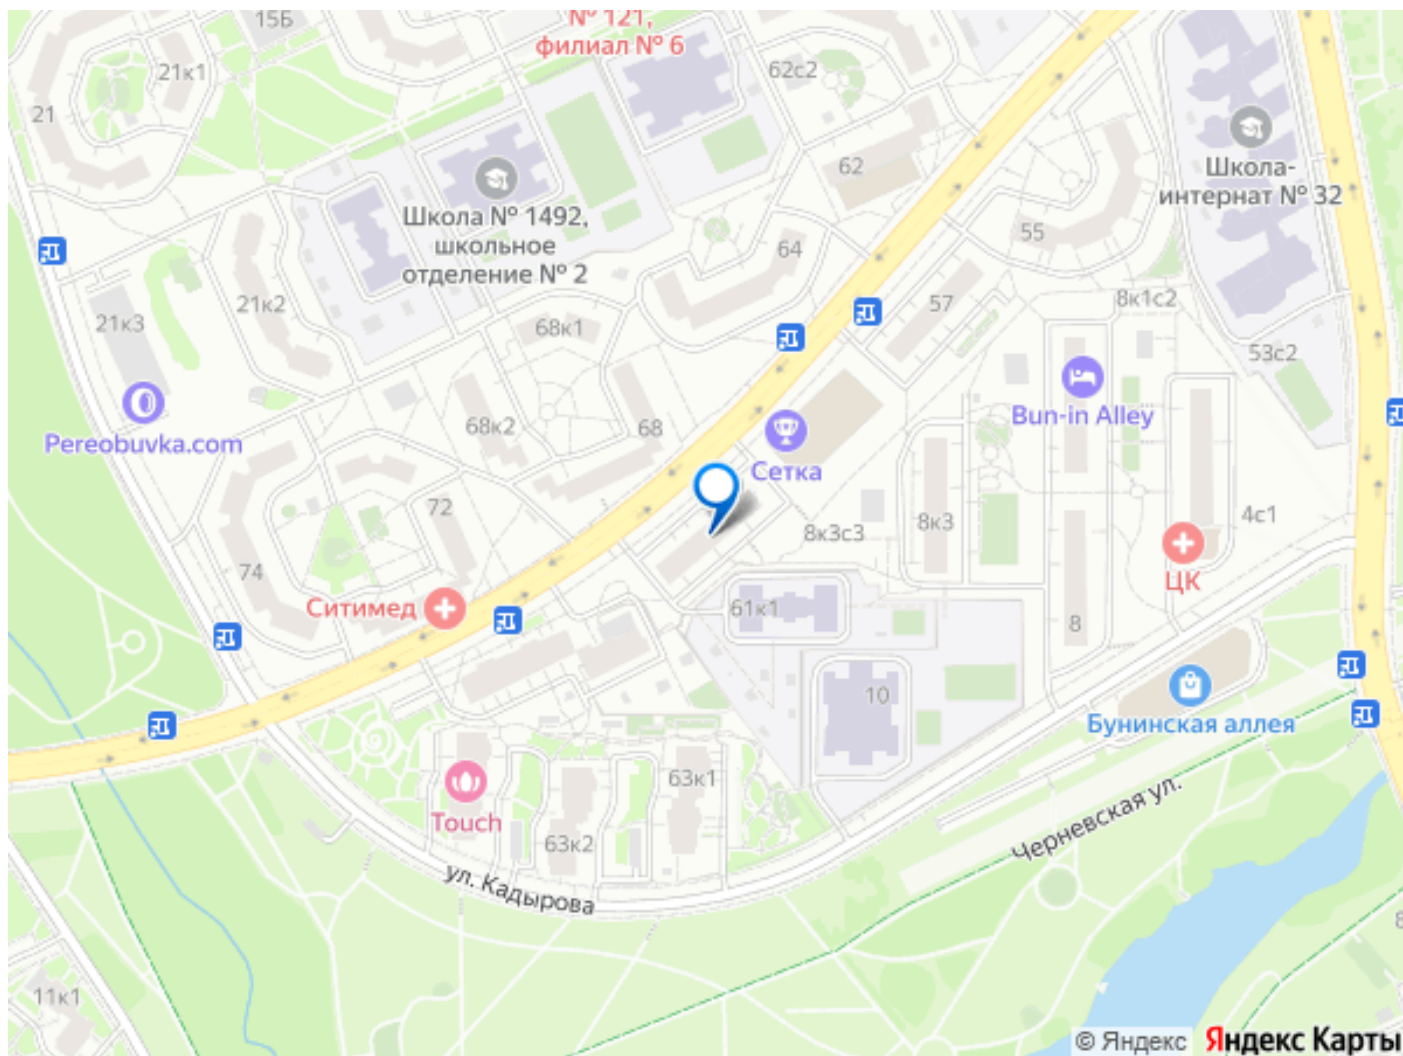 15Б
№ 121,
филиал № 6
21к1
62с2
21
62
Школа-
интернат № 32
Школа № 1492,
школьное
отделение № 2
55
64
21к2
57
8к1с2
21к3
68к1
53с2
Bun-in Alley
68к2
68
Pereobuvka.com
Сетка
72
8к3с3
8к3
4с1
74
ЦК
Ситимед
61к1
8
10
Бунинская аллея
63к1
Touch
63к2
Черневская ул.
ул. Кадырова
8
11к1
© Яндекс Яндекс Карты